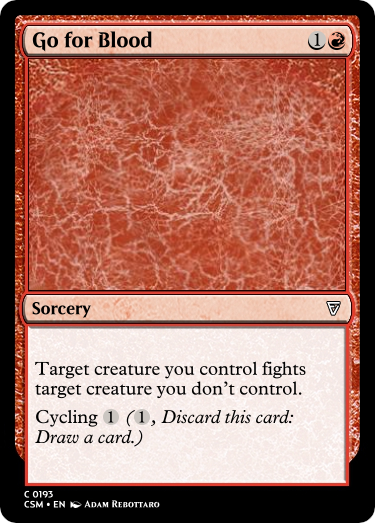 Go for Blood 1
Sorcery
Target creature you control fights
target creature you don't control.
Cycling 1 (1, Discard this card:
Draw a card.)
C 0193
CSM • EN Adam Rebottaro